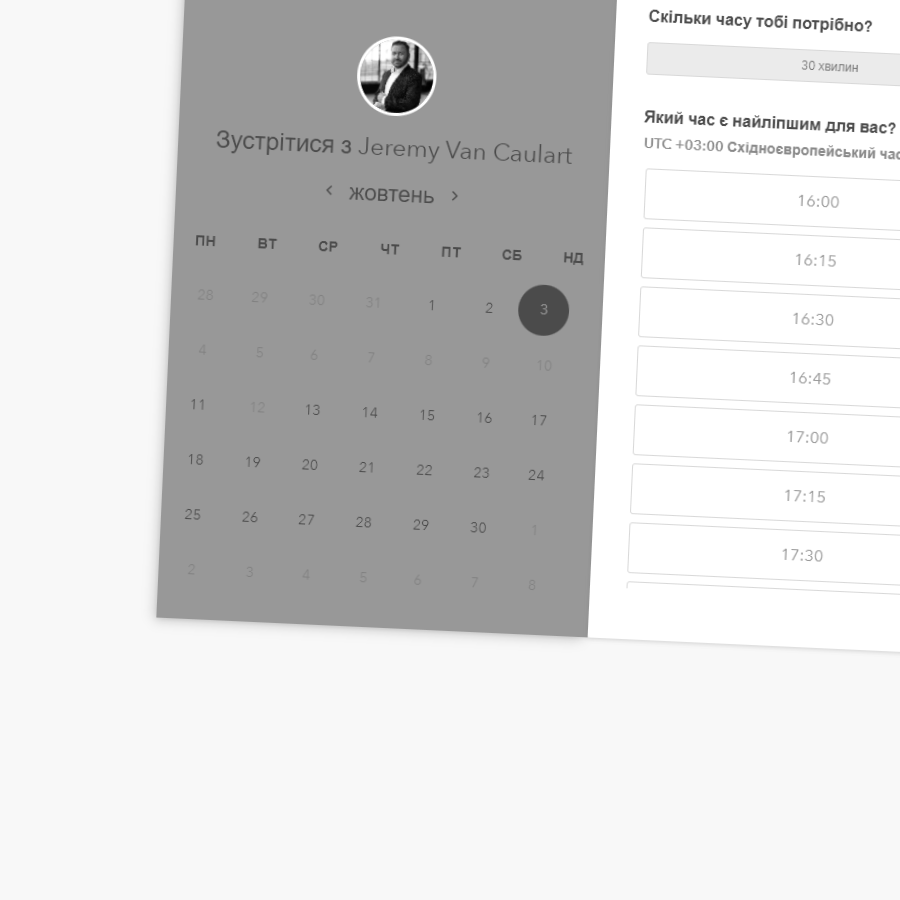 Зустрітися з Jeremy Van Caulart
‹ жовтень ›
ПН ВТ СР ЧТ ПТ СБ НД
28 29 30 31 1 2 3
4 5 6 7 8 9 10
11 12 13 14 15 16 17
18 19 20 21 22 23 24
25 26 27 28 29 30 1
2 3 4 5 6 7 8
Скільки часу тобі потрібно?
30 хвилин
Який час є найліпшим для вас?
UTC +03:00 Східноєвропейський час
16:00
16:15
16:30
16:45
17:00
17:15
17:30